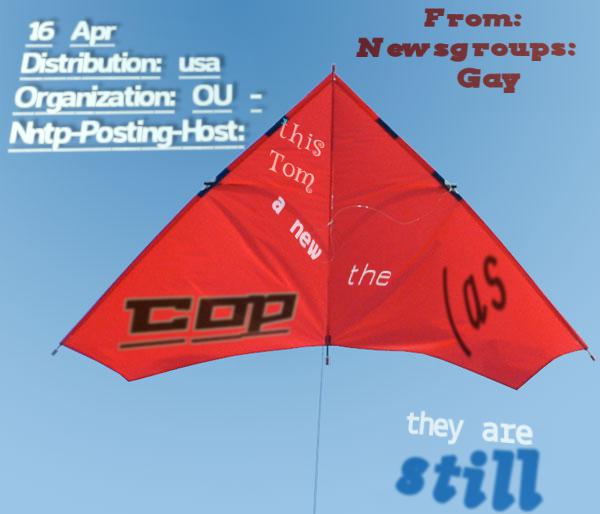 16 Apr
Distribution: usa
Organization: OU -
Nntp-Posting-Host:
From:
Newsgroups:
Gay
this
Tom
a new
the
(as
cop
they are
still